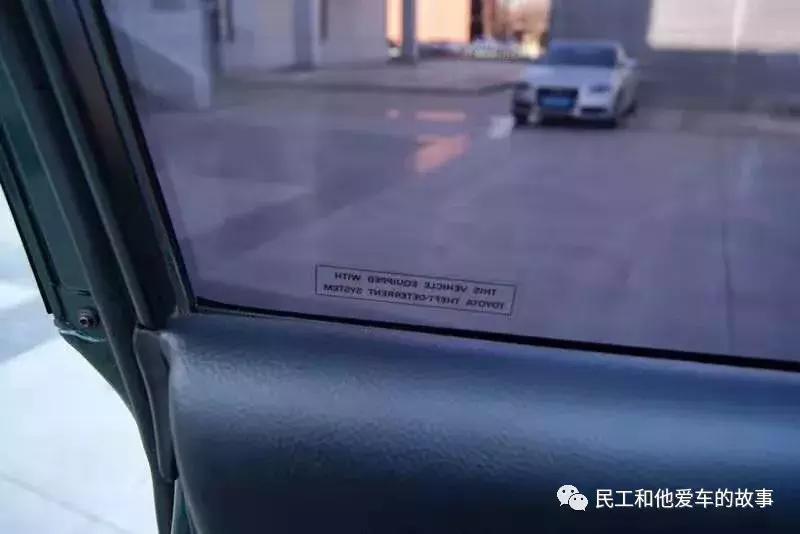 THIS VEHICLE EQUIPPED WITH
TOYOTA THEFT-DETERRENT SYSTEM
民工和他爱车的故事